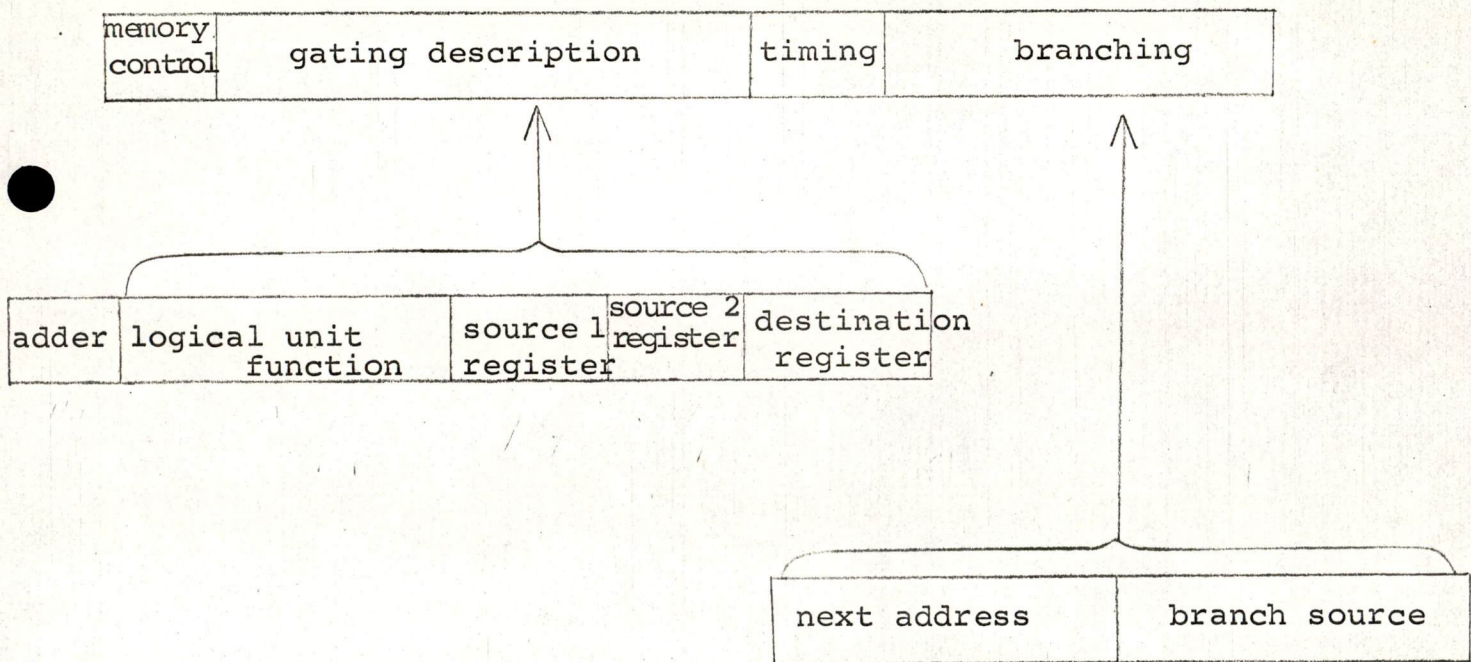 memory
control
gating description
timing
branching
adder
logical unit
function
source 1
register
source 2
register
destination
register
next address
branch source